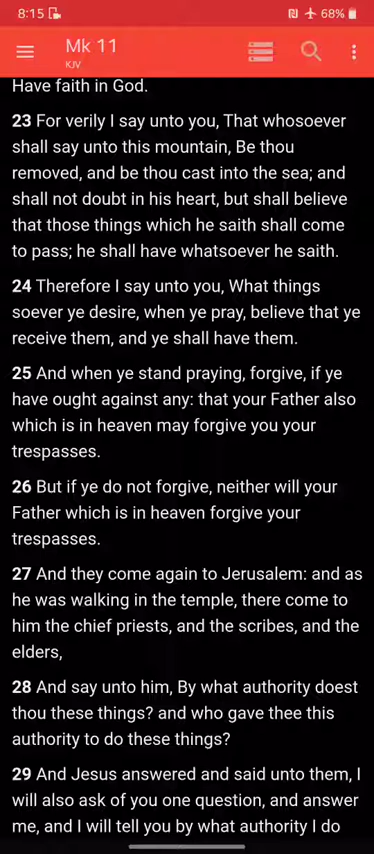 8:15 68%
Mk 11
KJV
Have faith in God.
23 For verily I say unto you, That whosoever
shall say unto this mountain, Be thou
removed, and be thou cast into the sea; and
shall not doubt in his heart, but shall believe
that those things which he saith shall come
to pass; he shall have whatsoever he saith.
24 Therefore I say unto you, What things
soever ye desire, when ye pray, believe that ye
receive them, and ye shall have them.
25 And when ye stand praying, forgive, if ye
have ought against any: that your Father also
which is in heaven may forgive you your
trespasses.
26 But if ye do not forgive, neither will your
Father which is in heaven forgive your
trespasses.
27 And they come again to Jerusalem: and as
he was walking in the temple, there come to
him the chief priests, and the scribes, and the
elders,
28 And say unto him, By what authority doest
thou these things? and who gave thee this
authority to do these things?
29 And Jesus answered and said unto them, I
will also ask of you one question, and answer
me, and I will tell you by what authority I do